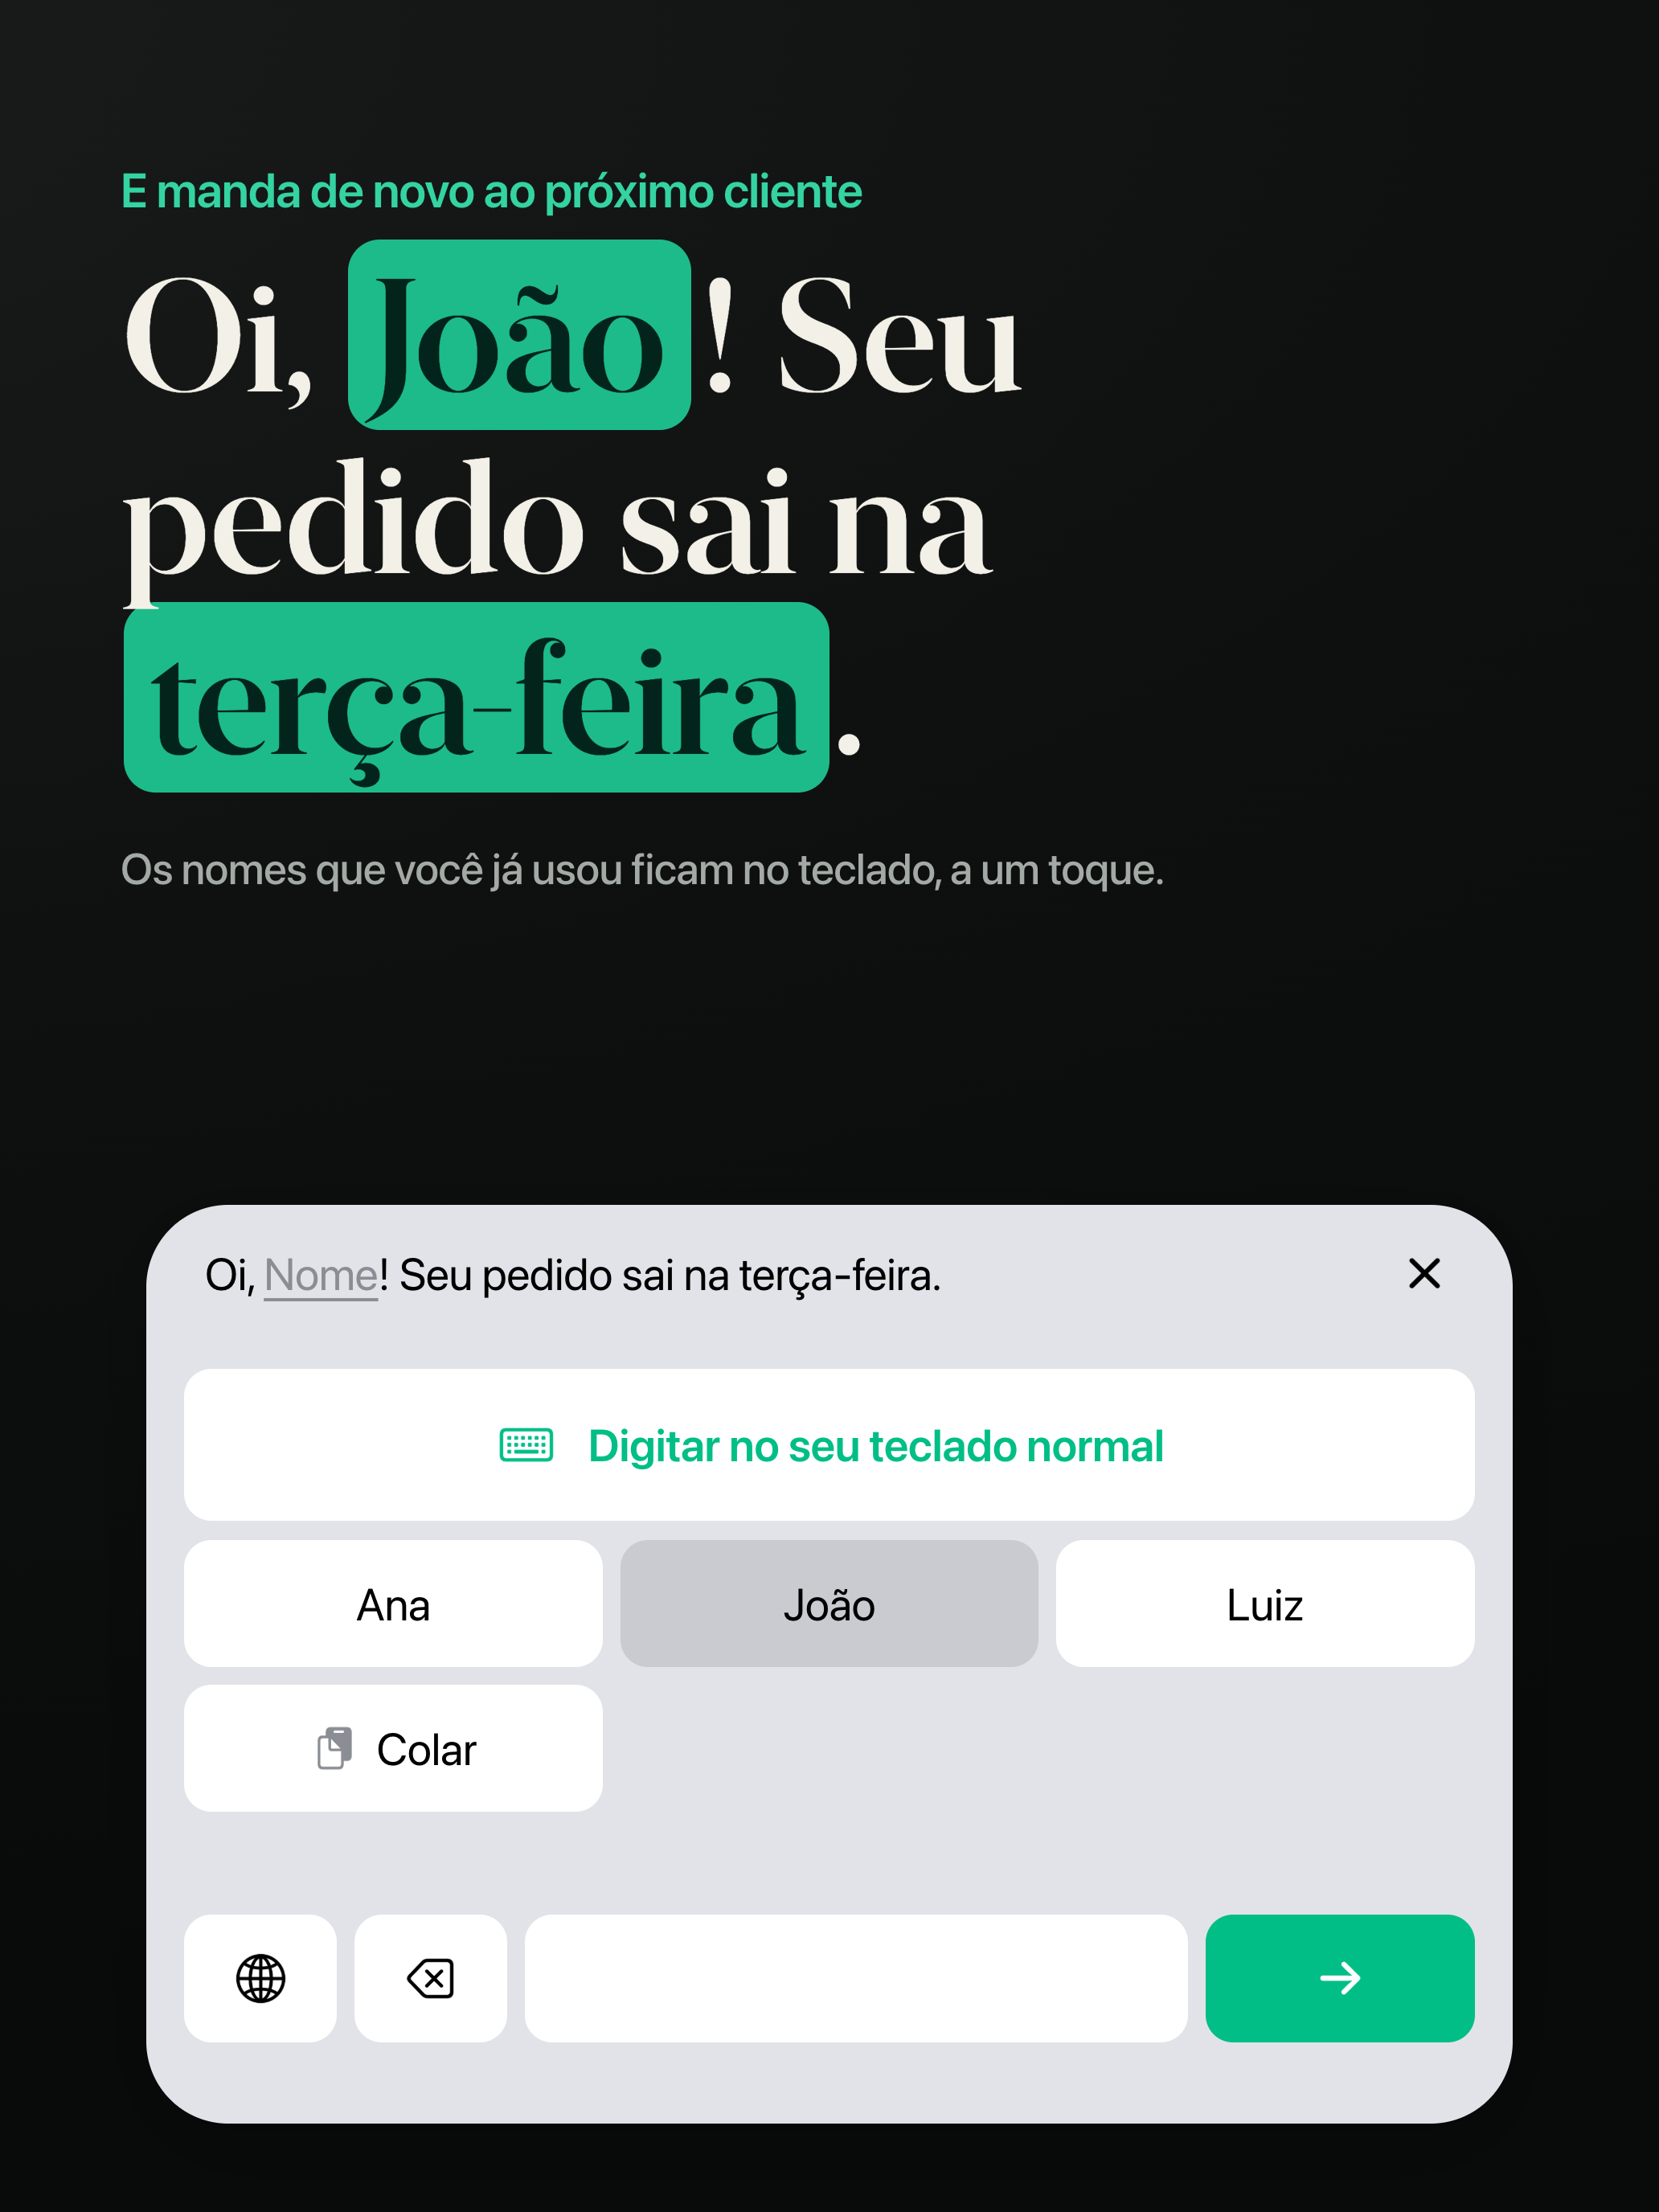 E manda de novo ao próximo cliente
Oi, João! Seu
pedido sai na
terça-feira.
Os nomes que você já usou ficam no teclado, a um toque.
Oi, Nome! Seu pedido sai na terça-feira.
Digitar no seu teclado normal
Ana
João
Luiz
Colar